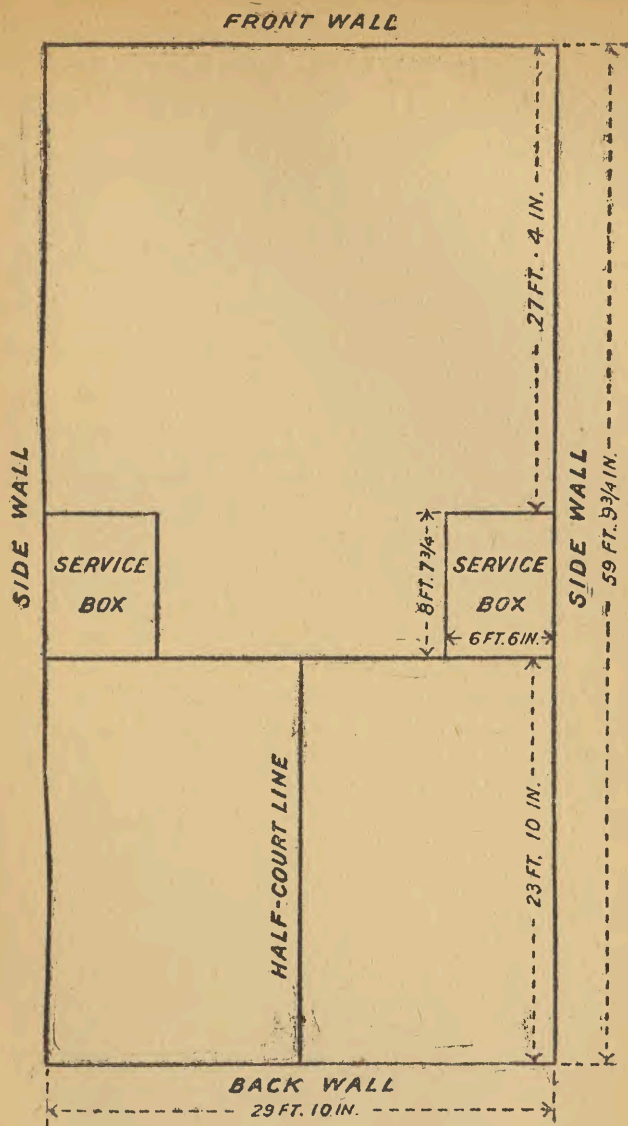 FRONT WALL
27 FT. 4 IN.
SIDE WALL
SERVICE
BOX
8 FT. 7 3/4
SERVICE
BOX
6 FT. 6 IN.
SIDE WALL
59 FT. 9 3/4 IN.
HALF-COURT LINE
23 FT. 10 IN.
BACK WALL
29 FT. 10 IN.